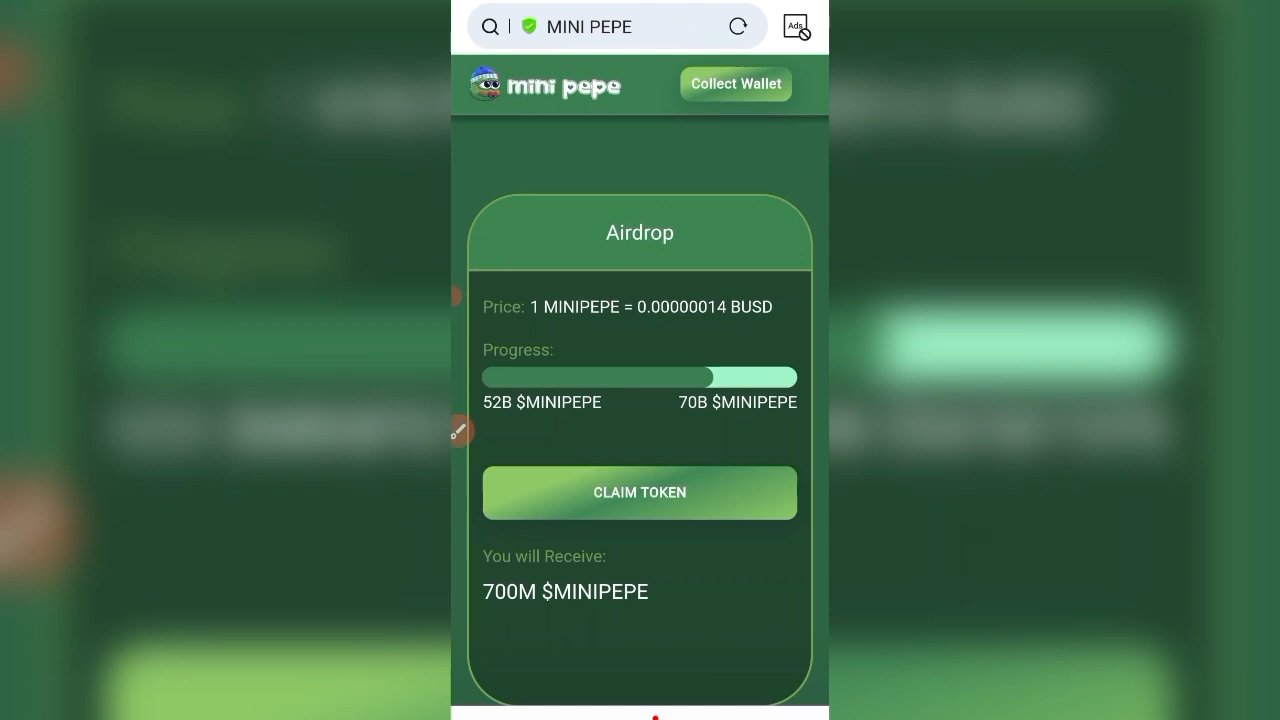 MINI PEPE
Ads
mini pepe
Collect Wallet
Airdrop
Price: 1 MINIPEPE = 0.00000014 BUSD
Progress:
52B $MINIPEPE 70B $MINIPEPE
CLAIM TOKEN
You will Receive:
700M $MINIPEPE